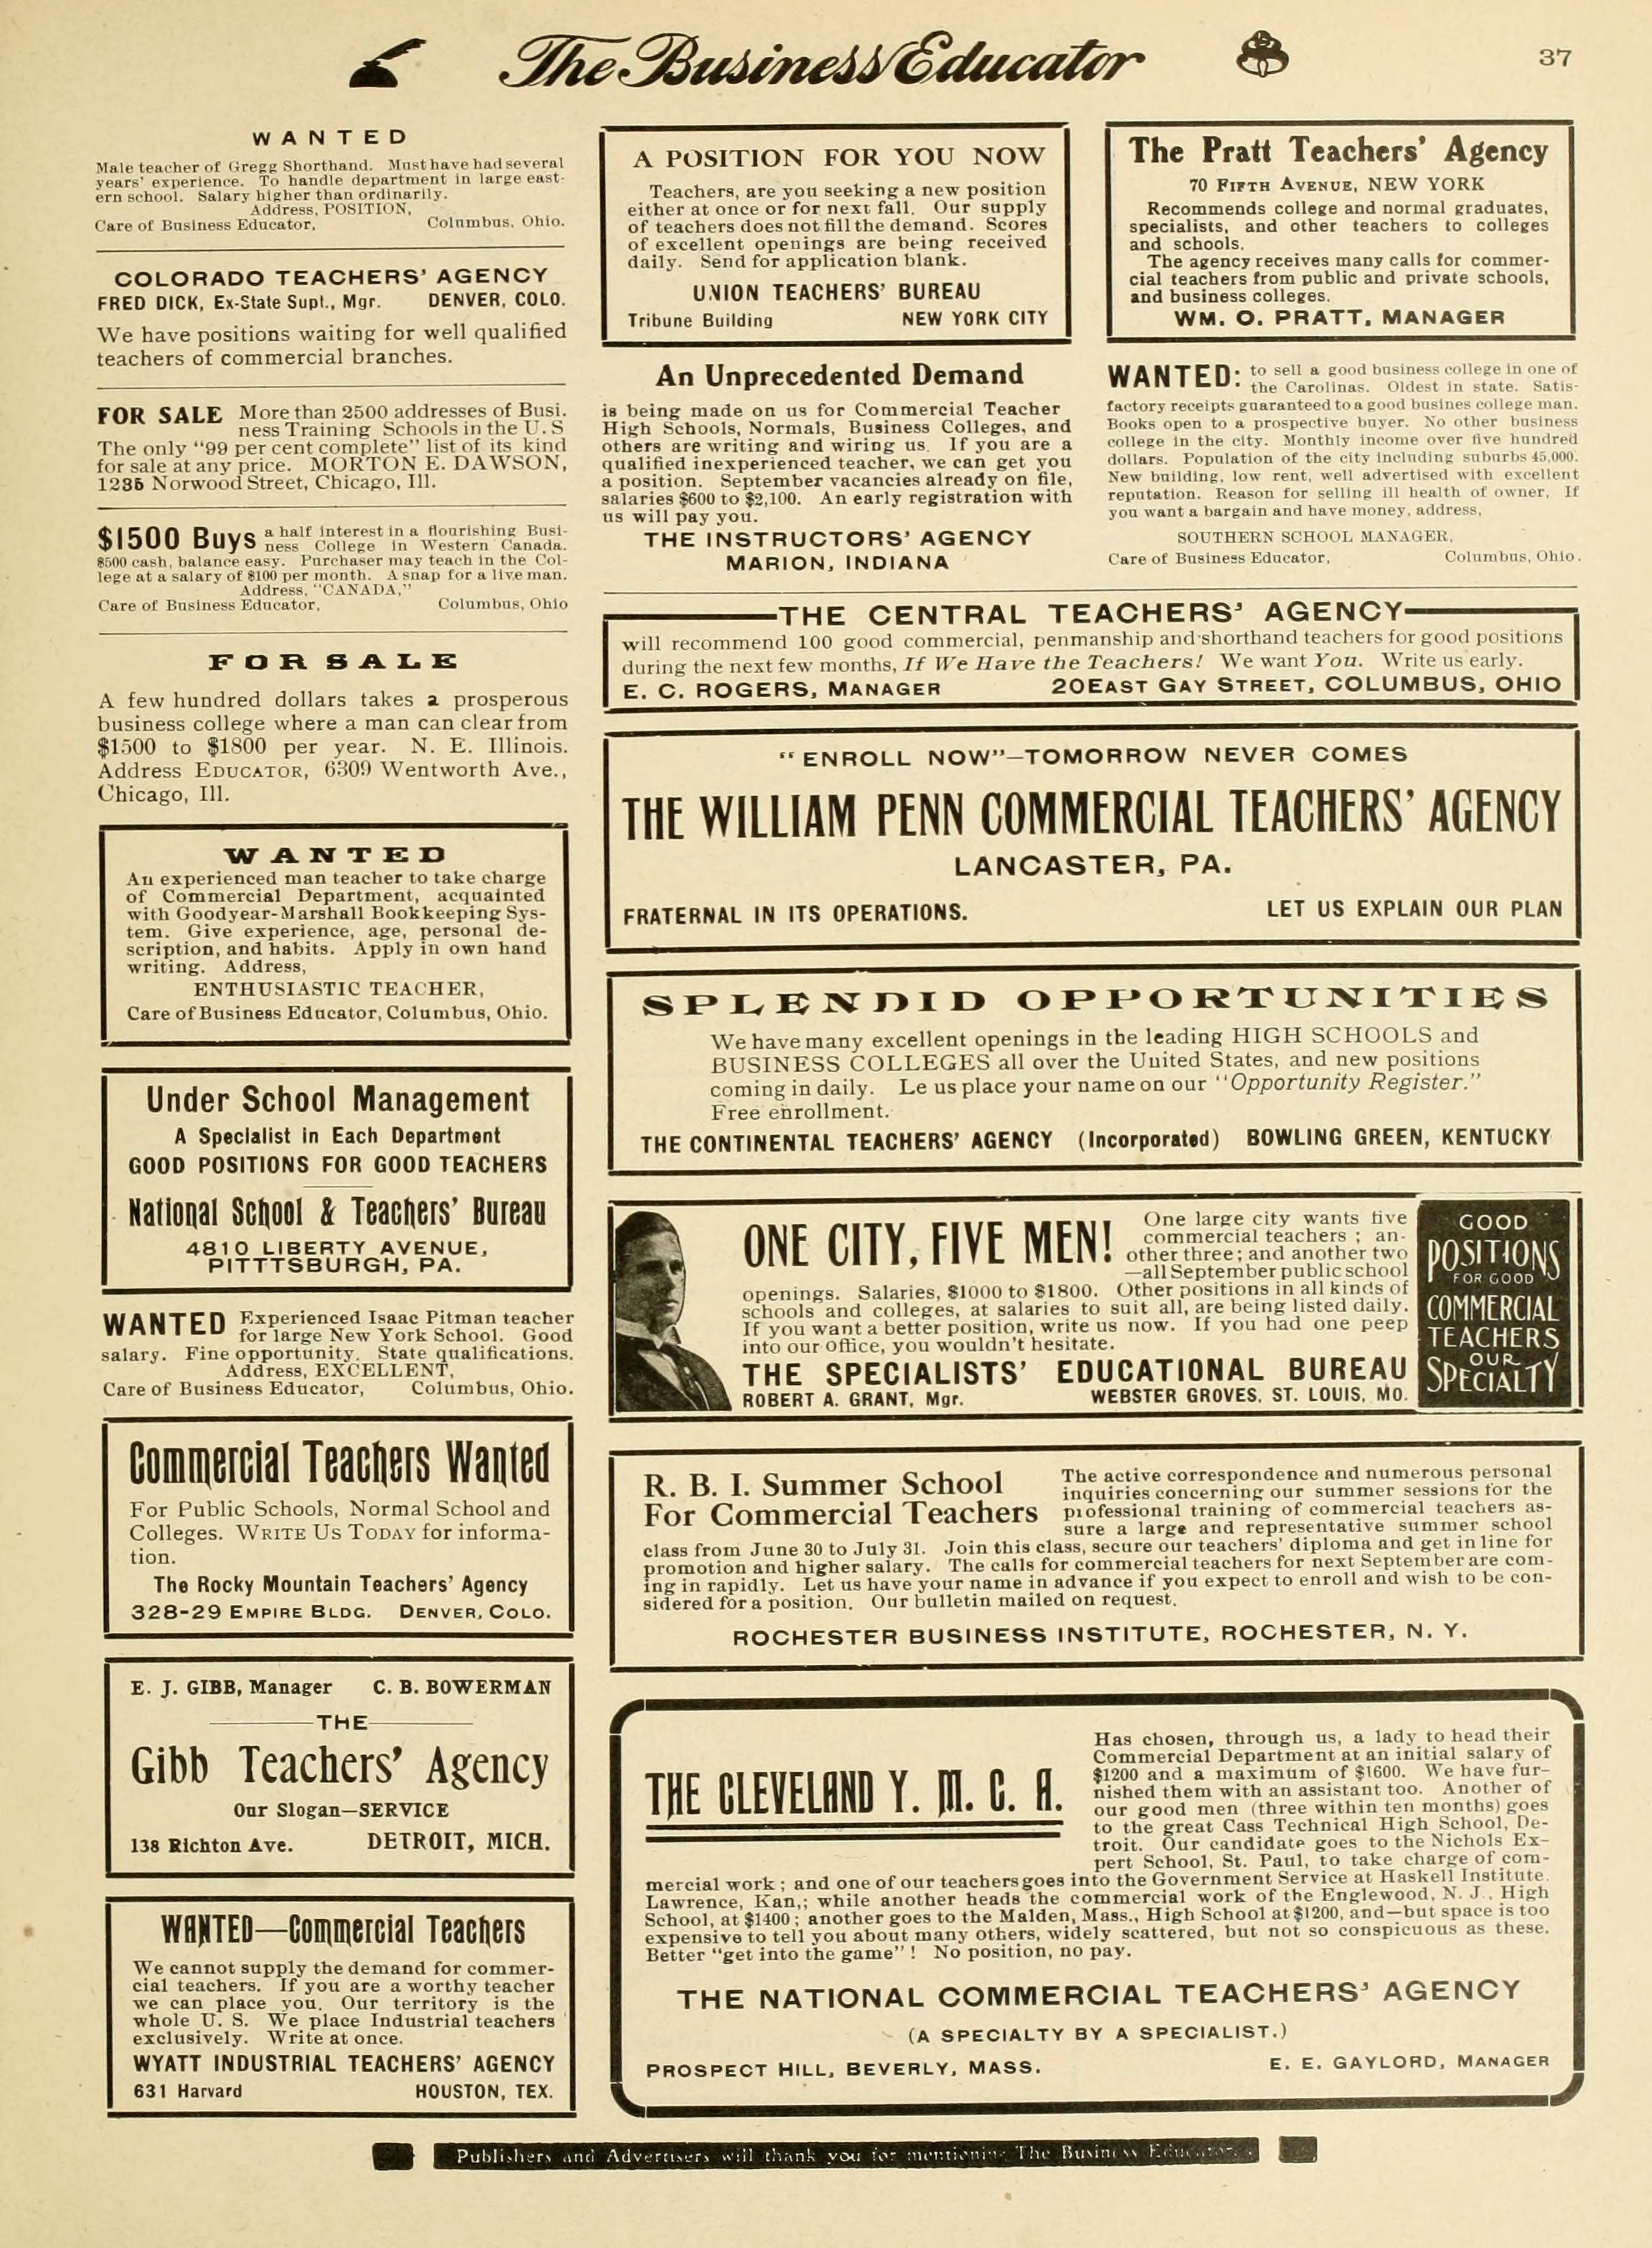 The Business Educator
37
WANTED
Male teacher of Gregg Shorthand. Must have had several
years' experience. To handle department in large east-
ern school. Salary higher than ordinarily.
Address, POSITION,
Care of Business Educator, Columbus, Ohio.
COLORADO TEACHERS' AGENCY
FRED DICK, Ex-State Supt., Mgr. DENVER, COLO.
We have positions waiting for well qualified
teachers of commercial branches.
FOR SALE More than 2500 addresses of Busi.
ness Training Schools in the U. S
The only "99 per cent complete" list of its kind
for sale at any price. MORTON E. DAWSON,
1235 Norwood Street, Chicago, Ill.
$1500 Buys a half interest in a flourishing Busi-
ness College in Western Canada.
$500 cash, balance easy. Purchaser may teach in the Col-
lege at a salary of $100 per month. A snap for a live man.
Address, "CANADA,"
Care of Business Educator, Columbus, Ohio
FOR SALE
A few hundred dollars takes a prosperous
business college where a man can clear from
$1500 to $1800 per year. N. E. Illinois.
Address EDUCATOR, 6309 Wentworth Ave.,
Chicago, Ill.
WANTED
An experienced man teacher to take charge
of Commercial Department, acquainted
with Goodyear-Marshall Bookkeeping Sys-
tem. Give experience, age, personal de-
scription, and habits. Apply in own hand
writing. Address,
ENTHUSIASTIC TEACHER,
Care of Business Educator, Columbus, Ohio.
Under School Management
A Specialist in Each Department
GOOD POSITIONS FOR GOOD TEACHERS
National School & Teachers' Bureau
4810 LIBERTY AVENUE,
PITTTSBURGH, PA.
WANTED Experienced Isaac Pitman teacher
for large New York School. Good
salary. Fine opportunity. State qualifications.
Address, EXCELLENT,
Care of Business Educator, Columbus, Ohio.
Commercial Teachers Wanted
For Public Schools, Normal School and
Colleges. WRITE US TODAY for informa-
tion.
The Rocky Mountain Teachers' Agency
328-29 EMPIRE BLDG. DENVER, COLO.
E. J. GIBB, Manager C. B. BOWERMAN
THE
Gibb Teachers' Agency
Our Slogan—SERVICE
138 Richton Ave. DETROIT, MICH.
WANTED—Commercial Teachers
We cannot supply the demand for commer-
cial teachers. If you are a worthy teacher
we can place you. Our territory is the
whole U. S. We place Industrial teachers
exclusively. Write at once.
WYATT INDUSTRIAL TEACHERS' AGENCY
631 Harvard HOUSTON, TEX.
A POSITION FOR YOU NOW
Teachers, are you seeking a new position
either at once or for next fall. Our supply
of teachers does not fill the demand. Scores
of excellent openings are being received
daily. Send for application blank.
UNION TEACHERS' BUREAU
Tribune Building NEW YORK CITY
The Pratt Teachers' Agency
70 FIFTH AVENUE, NEW YORK
Recommends college and normal graduates,
specialists, and other teachers to colleges
and schools.
The agency receives many calls for commer-
cial teachers from public and private schools,
and business colleges.
WM. O. PRATT, MANAGER
An Unprecedented Demand
is being made on us for Commercial Teacher
High Schools, Normals, Business Colleges, and
others are writing and wiring us. If you are a
qualified inexperienced teacher, we can get you
a position. September vacancies already on file,
salaries $600 to $2,100. An early registration with
us will pay you.
THE INSTRUCTORS' AGENCY
MARION, INDIANA
WANTED: to sell a good business college in one of
the Carolinas. Oldest in state. Satis-
factory receipts guaranteed to a good busines college man.
Books open to a prospective buyer. No other business
college in the city. Monthly income over five hundred
dollars. Population of the city including suburbs 45,000.
New building, low rent, well advertised with excellent
reputation. Reason for selling ill health of owner, If
you want a bargain and have money, address,
SOUTHERN SCHOOL MANAGER,
Care of Business Educator, Columbus, Ohio.
THE CENTRAL TEACHERS' AGENCY
will recommend 100 good commercial, penmanship and shorthand teachers for good positions
during the next few months, If We Have the Teachers! We want You. Write us early.
E. C. ROGERS, MANAGER 20EAST GAY STREET, COLUMBUS, OHIO
"ENROLL NOW"—TOMORROW NEVER COMES
THE WILLIAM PENN COMMERCIAL TEACHERS' AGENCY
LANCASTER, PA.
FRATERNAL IN ITS OPERATIONS. LET US EXPLAIN OUR PLAN
SPLENDID OPPORTUNITIES
We have many excellent openings in the leading HIGH SCHOOLS and
BUSINESS COLLEGES all over the United States, and new positions
coming in daily. Le us place your name on our "Opportunity Register."
Free enrollment.
THE CONTINENTAL TEACHERS' AGENCY (Incorporated) BOWLING GREEN, KENTUCKY
ONE CITY, FIVE MEN! One large city wants five
commercial teachers; an-
other three; and another two
—all September public school
openings. Salaries, $1000 to $1800. Other positions in all kinds of
schools and colleges, at salaries to suit all, are being listed daily.
If you want a better position, write us now. If you had one peep
into our office, you wouldn't hesitate.
THE SPECIALISTS' EDUCATIONAL BUREAU
ROBERT A. GRANT, Mgr. WEBSTER GROVES, ST. LOUIS, MO.
GOOD
POSITIONS
FOR GOOD
COMMERCIAL
TEACHERS
OUR
SPECIALTY
R. B. I. Summer School
For Commercial Teachers
The active correspondence and numerous personal
inquiries concerning our summer sessions for the
professional training of commercial teachers as-
sure a large and representative summer school
class from June 30 to July 31. Join this class, secure our teachers' diploma and get in line for
promotion and higher salary. The calls for commercial teachers for next September are com-
ing in rapidly. Let us have your name in advance if you expect to enroll and wish to be con-
sidered for a position. Our bulletin mailed on request.
ROCHESTER BUSINESS INSTITUTE, ROCHESTER, N. Y.
THE CLEVELAND Y. M. C. A.
Has chosen, through us, a lady to head their
Commercial Department at an initial salary of
$1200 and a maximum of $1600. We have fur-
nished them with an assistant too. Another of
our good men (three within ten months) goes
to the great Cass Technical High School, De-
troit. Our candidate goes to the Nichols Ex-
pert School, St. Paul, to take charge of com-
mercial work; and one of our teachers goes into the Government Service at Haskell Institute.
Lawrence, Kan,; while another heads the commercial work of the Englewood, N. J., High
School, at $1400; another goes to the Malden, Mass., High School at $1200, and—but space is too
expensive to tell you about many others, widely scattered, but not so conspicuous as these.
Better "get into the game"! No position, no pay.
THE NATIONAL COMMERCIAL TEACHERS' AGENCY
(A SPECIALTY BY A SPECIALIST.)
PROSPECT HILL, BEVERLY, MASS. E. E. GAYLORD, MANAGER
Publishers and Advertisers will thank you for mentioning The Business Educator